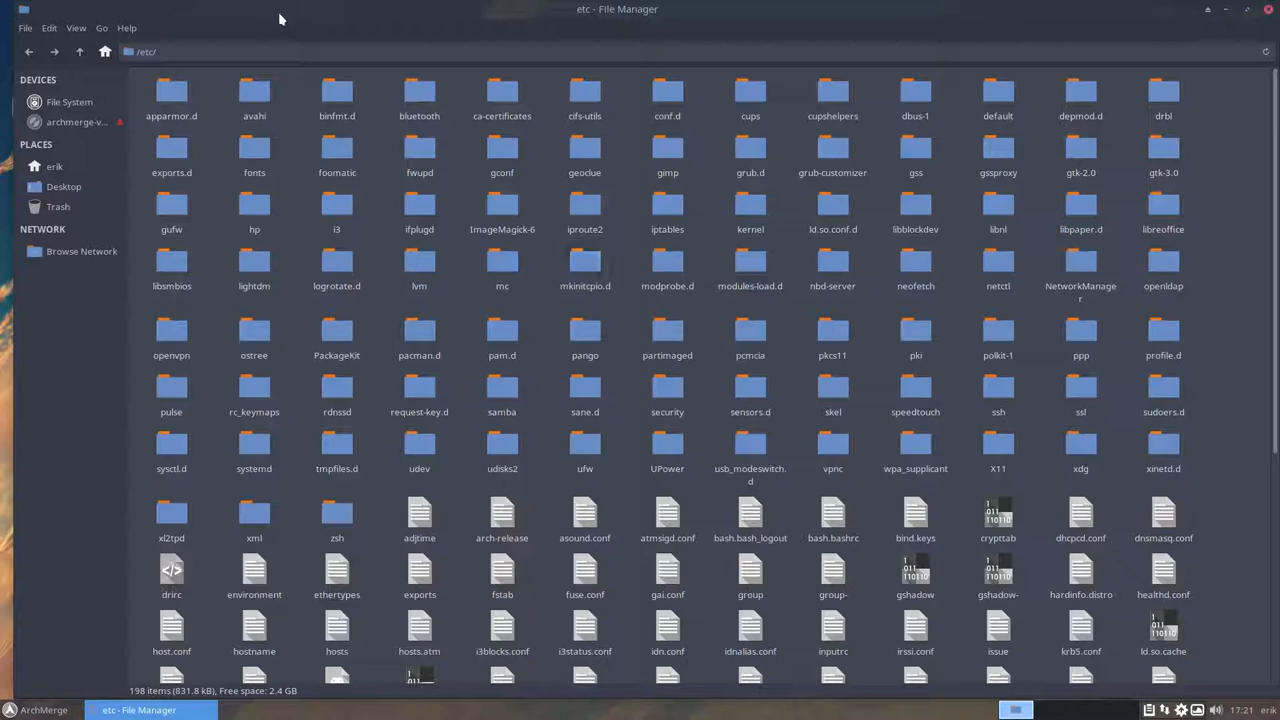 etc - File Manager
File Edit View Go Help
/etc/
DEVICES
File System
archmerge-v...
PLACES
erik
Desktop
Trash
NETWORK
Browse Network
apparmor.d avahi binfmt.d bluetooth ca-certificates cifs-utils conf.d cups cupshelpers dbus-1 default depmod.d drbl
exports.d fonts foomatic fwupd gconf geoclue gimp grub.d grub-customizer gss gssproxy gtk-2.0 gtk-3.0
gufw hp i3 ifplugd ImageMagick-6 iproute2 iptables kernel ld.so.conf.d libblockdev libnl libpaper.d libreoffice
libsmbios lightdm logrotate.d lvm mc mkinitcpio.d modprobe.d modules-load.d nbd-server neofetch netctl NetworkManage openldap
r
openvpn ostree PackageKit pacman.d pam.d pango partimaged pcmcia pkcs11 pki polkit-1 ppp profile.d
pulse rc_keymaps rdnssd request-key.d samba sane.d security sensors.d skel speedtouch ssh ssl sudoers.d
sysctl.d systemd tmpfiles.d udev udisks2 ufw UPower usb_modeswitch. vpnc wpa_supplicant X11 xdg xinetd.d
d
xl2tpd xml zsh adjtime arch-release asound.conf atmsigd.conf bash.bash_logout bash.bashrc bind.keys crypttab dhcpcd.conf dnsmasq.conf
drirc environment ethertypes exports fstab fuse.conf gai.conf group group- gshadow gshadow- hardinfo.distro healthd.conf
host.conf hostname hosts hosts.atm i3blocks.conf i3status.conf idn.conf idnalias.conf inputrc irssi.conf issue krb5.conf ld.so.cache
198 items (831.8 kB), Free space: 2.4 GB
ArchMerge etc - File Manager 17:21 erik